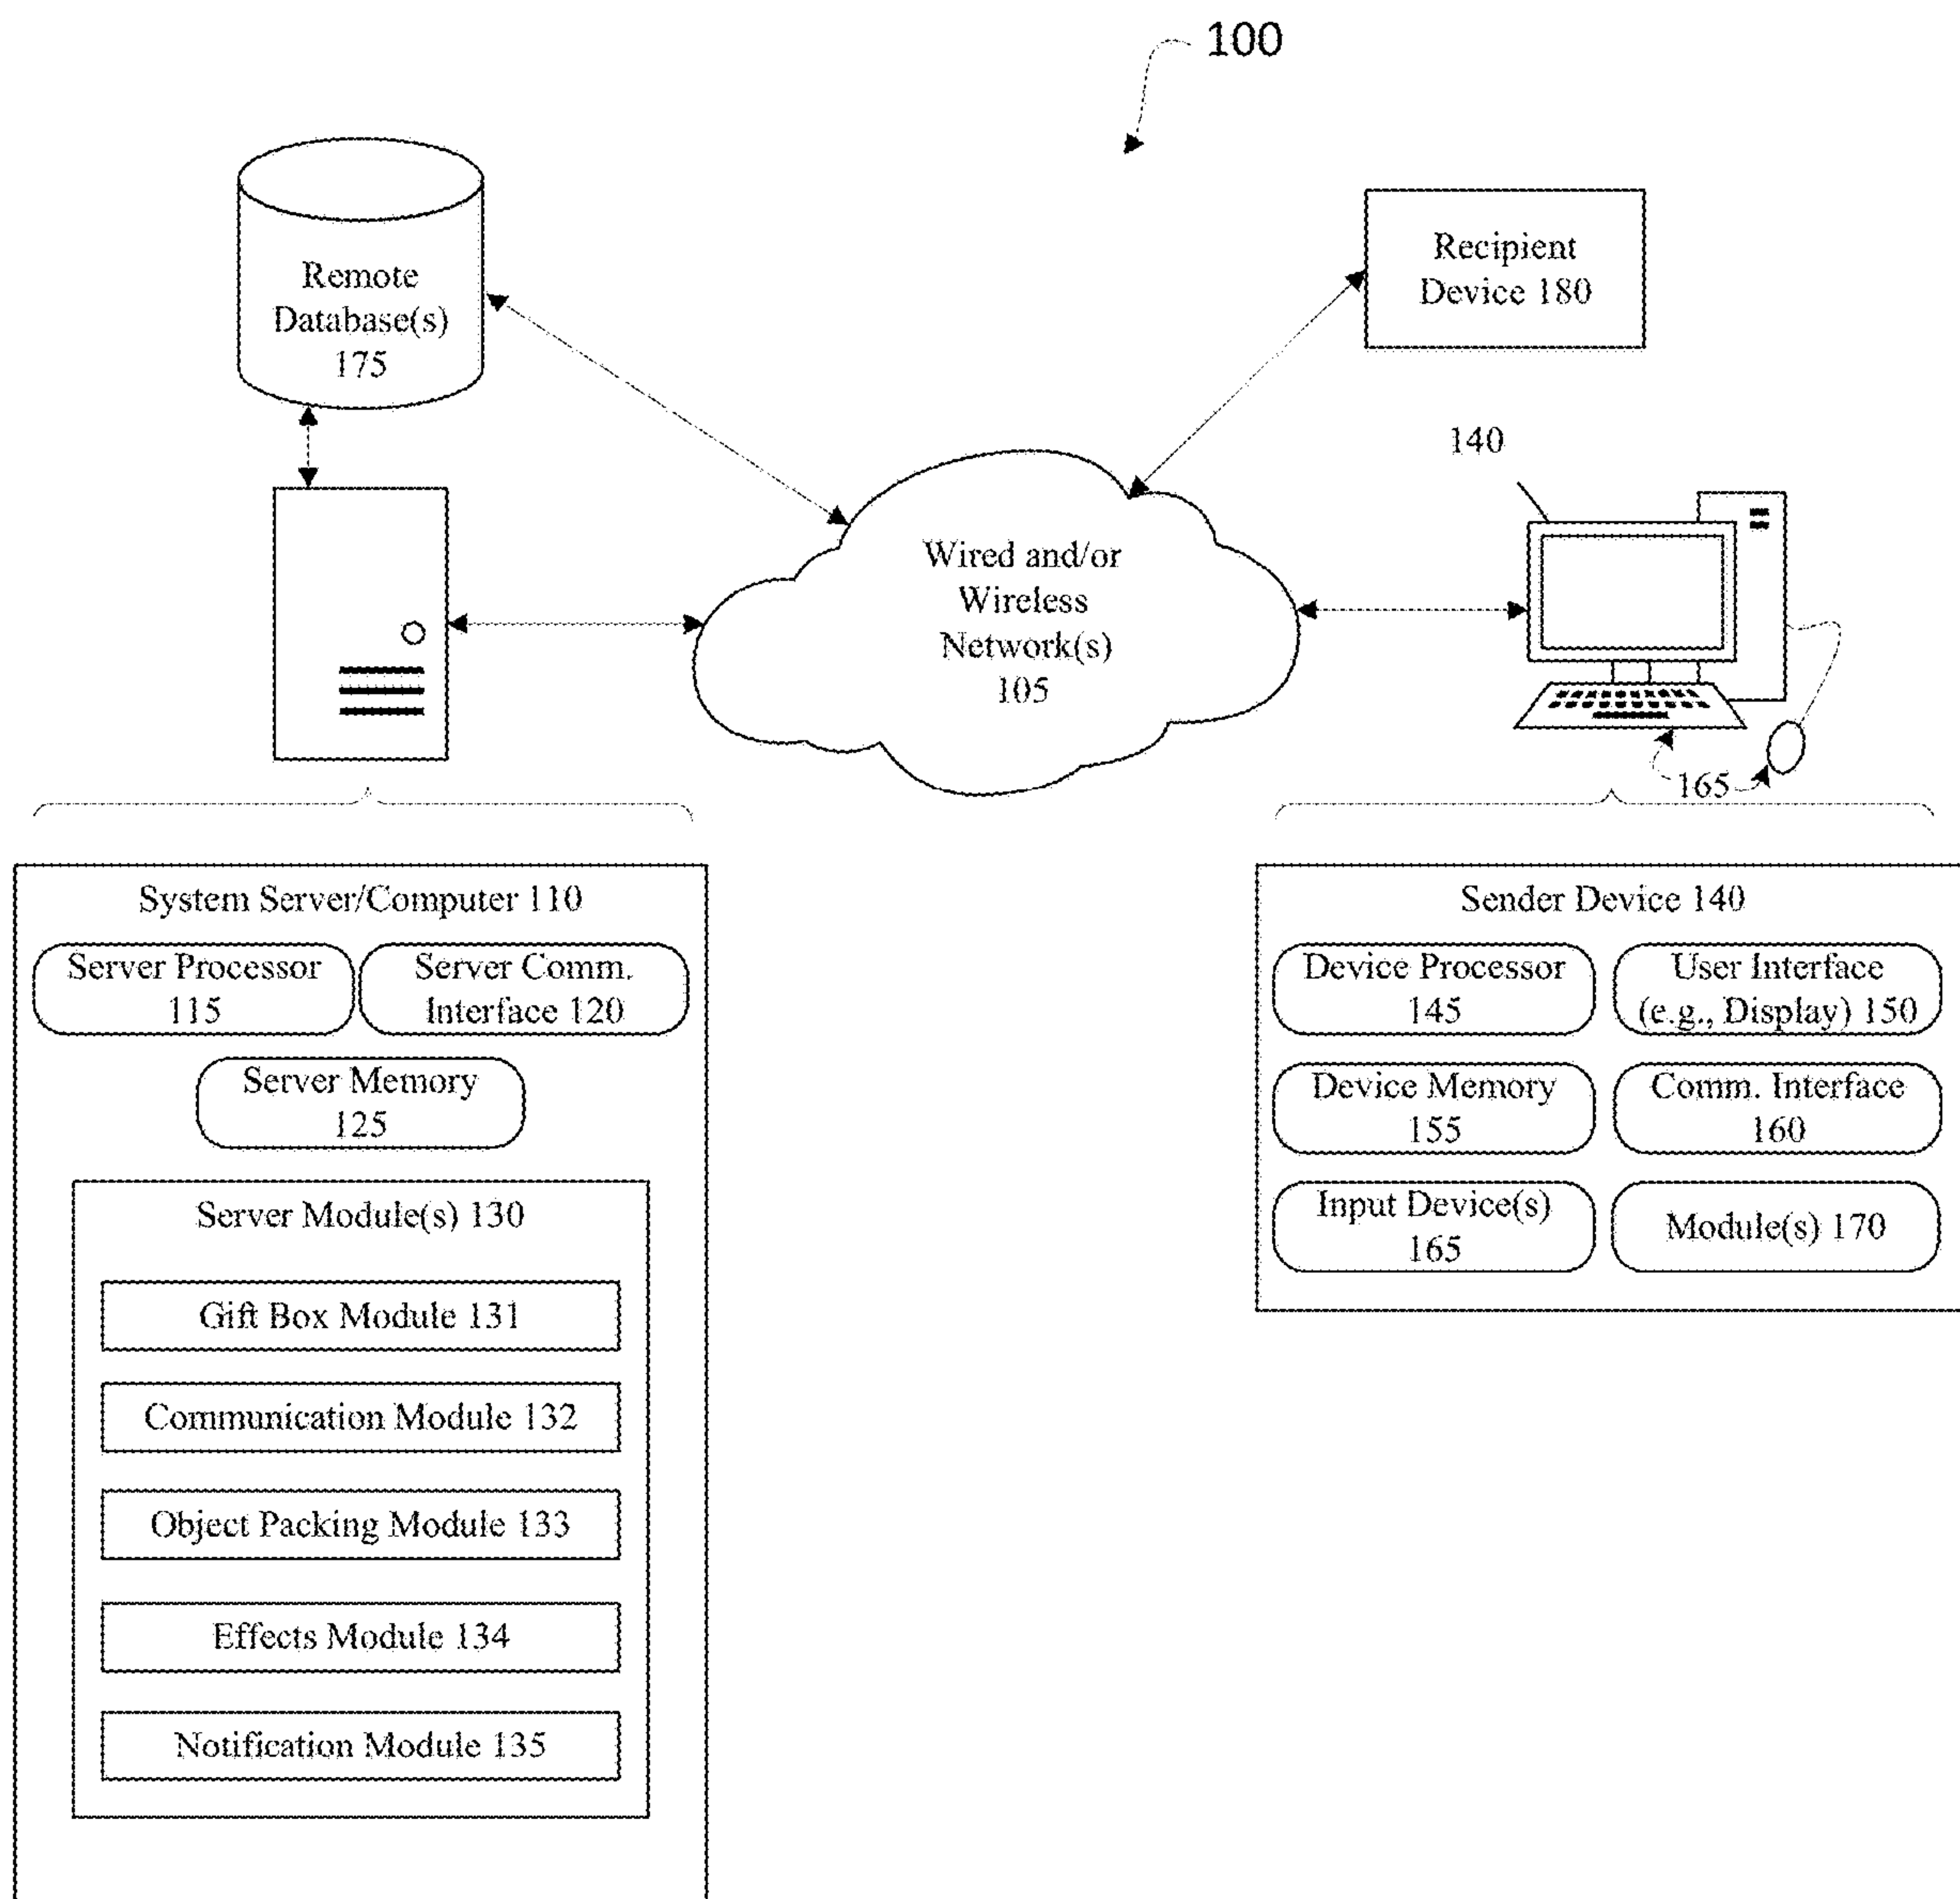 100
Remote
Database(s)
175
Recipient
Device 180
140
Wired and/or
Wireless
Network(s)
105
165
System Server/Computer 110
Server Processor
115
Server Comm.
Interface 120
Server Memory
125
Server Module(s) 130
Gift Box Module 131
Communication Module 132
Object Packing Module 133
Effects Module 134
Notification Module 135
Sender Device 140
Device Processor
145
User Interface
(e.g., Display) 150
Device Memory
155
Comm. Interface
160
Input Device(s)
165
Module(s) 170